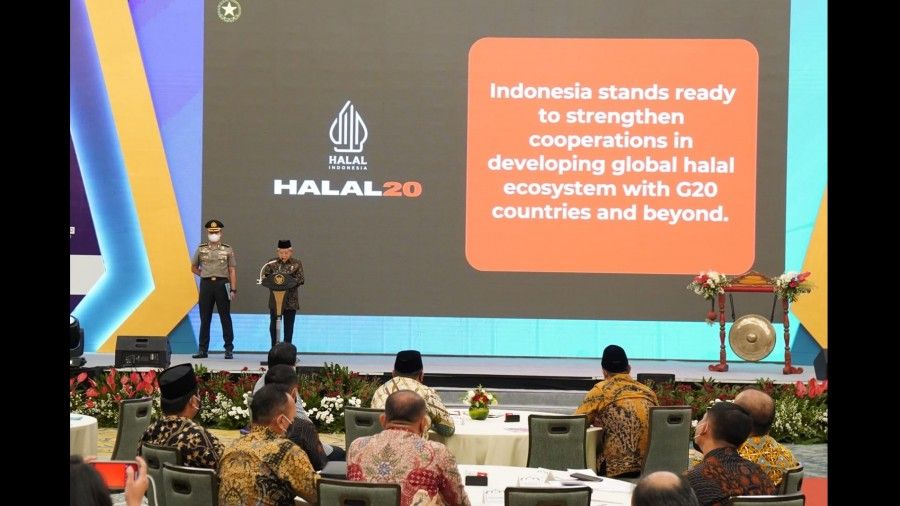 HALAL
INDONESIA
HALAL20
Indonesia stands ready
to strengthen
cooperations in
developing global halal
ecosystem with G20
countries and beyond.